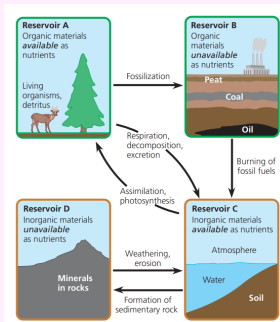 Reservoir A
Organic materials
available as
nutrients
Living
organisms,
detritus
Fossilization
Reservoir B
Organic
materials
unavailable
as nutrients
Peat
Coal
Oil
Respiration,
decomposition,
excretion
Burning of
fossil fuels
Assimilation,
photosynthesis
Reservoir D
Inorganic materials
unavailable
as nutrients
Minerals
in rocks
Weathering,
erosion
Formation of
sedimentary rock
Reservoir C
Inorganic materials
available as nutrients
Atmosphere
Water
Soil